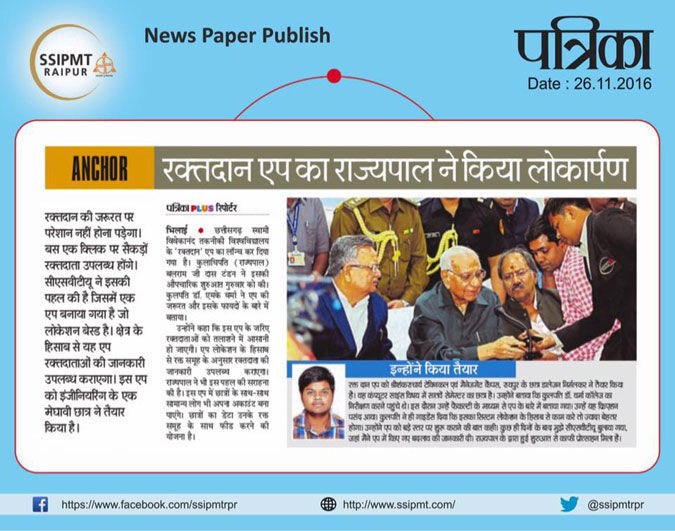 SSIPMT
RAIPUR
News Paper Publish
पत्रिका
Date : 26.11.2016
ANCHOR
रक्तदान एप का राज्यपाल ने किया लोकार्पण
रक्तदान की जरूरत पर
परेशान नहीं होना पड़ेगा।
बस एक क्लिक पर सैकड़ों
रक्तदाता उपलब्ध होंगे।
सीएसवीटीयू ने इसकी
पहल की है जिसमें एक
एप बनाया गया है जो
लोकेशन बेस्ड है। क्षेत्र के
हिसाब से यह एप
रक्तदाताओं की जानकारी
उपलब्ध कराएगा। इस एप
को इंजीनियरिंग के एक
मेघावी छात्र ने तैयार
किया है।
पत्रिका PLUS रिपोर्टर
भिलाई ● छत्तीसगढ़ स्वामी
विवेकानंद तकनीकी विश्वविद्यालय
के 'रक्तदान' एप का लॉन्च कर दिया
गया है। कुलाधिपति (राज्यपाल)
बलराम जी दास टंडन ने इसकी
औपचारिक शुरुआत गुरुवार को की।
कुलपति डॉ. एमके वर्मा ने एप की
जरूरत और इसके फायदों के बारे में
बताया।
उन्होंने कहा कि इस एप के जरिए
रक्तदाताओं को तलाशने में आसानी
हो जाएगी। एप लोकेशन के हिसाब
से रक्त समूह के अनुसार रक्तदाता की
जानकारी उपलब्ध कराएगा।
राज्यपाल ने भी इस पहल की सराहना
की है। इस एप में छात्रों के साथ-साथ
सामान्य लोग भी अपना अकाउंट बना
पाएंगे। छात्रों का डेटा उनके रक्त
समूह के साथ फीड करने की
योजना है।
इन्होंने किया तैयार
रक्त दान एप को श्रीशंकराचार्य टेक्निकल एवं मैनेजमेंट कैंपस, रायपुर के छात्र डालेजन निर्मलकर ने तैयार किया
है। वह कंप्यूटर साइंस विषय में सातवें सेमेस्टर का छात्र है। उन्होंने बताया कि कुलपति डॉ. वर्मा कॉलेज का
निरीक्षण करने पहुंचे थे। इस दौरान उन्हें फैकल्टी के माध्यम से एप के बारे में बताया गया। उन्हें यह
पसंद आया। कुलपति ने ही गाइडेंस दिया कि इसका सिस्टम लोकेशन के हिसाब से काम करे तो ज्यादा बेहतर
होगा। उन्होंने एप को बड़े स्तर पर शुरू कराने की बात कही। कुछ ही दिनों के बाद मुझे सीएसवीटीयू बुलाया गया,
जहां मैंने एप में किए गए बदलाव की जानकारी दी। राज्यपाल के द्वारा हुई शुरुआत से काफी प्रोत्साहन मिला है।
https://www.facebook.com/ssipmtrpr
http://www.ssipmt.com/
@ssipmtrpr